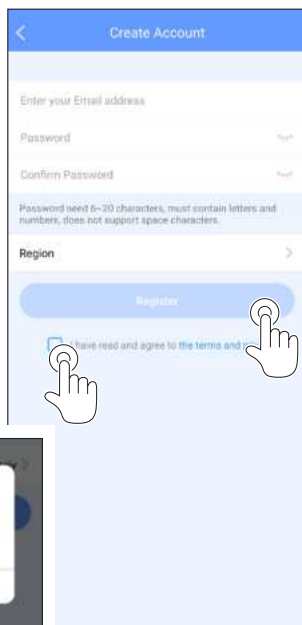 Create Account
Enter your Email address
Password
Confirm Password
Password need 6~20 characters, must contain letters and
numbers, does not support space characters.
Region
Register
I have read and agree to the terms and